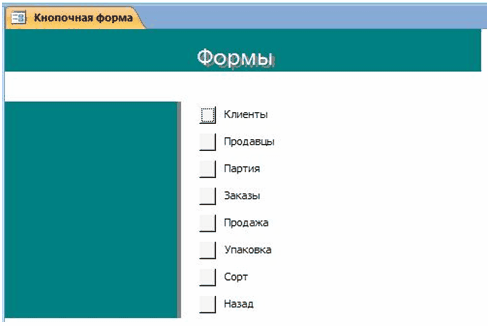 Кнопочная форма
Формы
Клиенты
Продавцы
Партия
Заказы
Продажа
Упаковка
Сорт
Назад